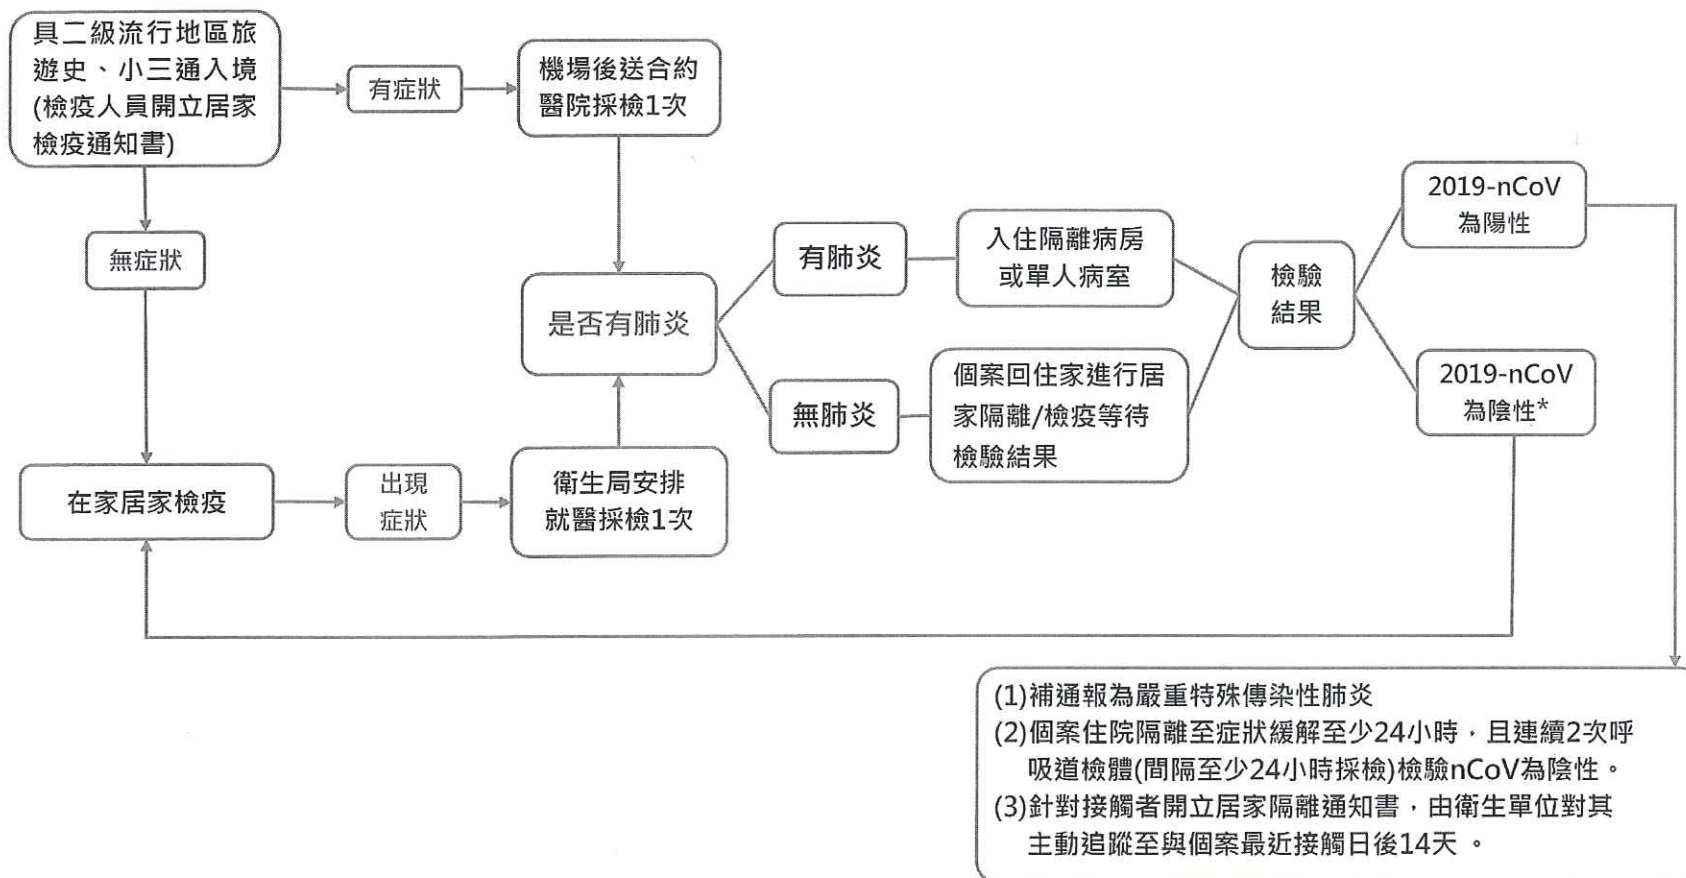 具二級流行地區旅
遊史、小三通入境
(檢疫人員開立居家
檢疫通知書)
有症狀
機場後送合約
醫院採檢1次
無症狀
是否有肺炎
有肺炎
入住隔離病房
或單人病室
檢驗
結果
2019-nCoV
為陽性
無肺炎
個案回住家進行居
家隔離/檢疫等待
檢驗結果
2019-nCoV
為陰性*
在家居家檢疫
出現
症狀
衛生局安排
就醫採檢1次
(1)補通報為嚴重特殊傳染性肺炎
(2)個案住院隔離至症狀緩解至少24小時，且連續2次呼
吸道檢體(間隔至少24小時採檢)檢驗nCoV為陰性。
(3)針對接觸者開立居家隔離通知書，由衛生單位對其
主動追蹤至與個案最近接觸日後14天 。